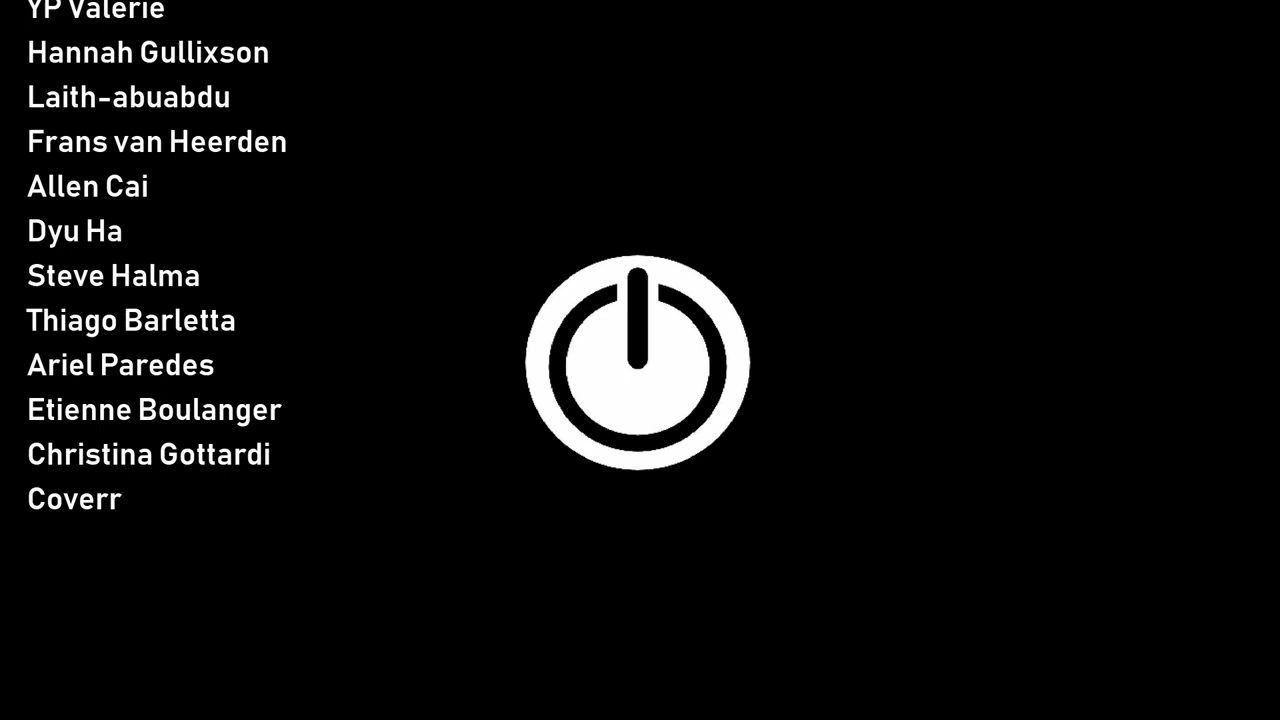 YP Valerie
Hannah Gullixson
Laith-abuabdu
Frans van Heerden
Allen Cai
Dyu Ha
Steve Halma
Thiago Barletta
Ariel Paredes
Etienne Boulanger
Christina Gottardi
Coverr